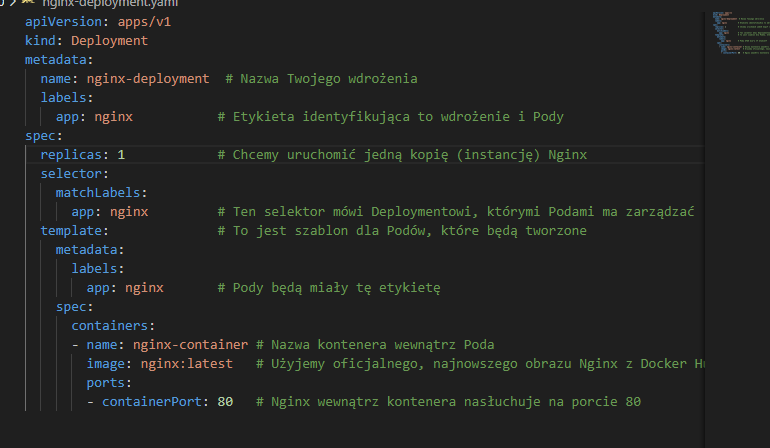 nginx-deployment.yaml
apiVersion: apps/v1
kind: Deployment
metadata:
  name: nginx-deployment  # Nazwa Twojego wdrożenia
  labels:
    app: nginx           # Etykieta identyfikująca to wdrożenie i Pody
spec:
  replicas: 1            # Chcemy uruchomić jedną kopię (instancję) Nginx
  selector:
    matchLabels:
      app: nginx         # Ten selektor mówi Deploymentowi, którymi Podami ma zarządzać
  template:              # To jest szablon dla Podów, które będą tworzone
    metadata:
      labels:
        app: nginx       # Pody będą miały tę etykietę
    spec:
      containers:
      - name: nginx-container # Nazwa kontenera wewnątrz Poda
        image: nginx:latest   # Użyjemy oficjalnego, najnowszego obrazu Nginx z Docker
        ports:
        - containerPort: 80   # Nginx wewnątrz kontenera nasłuchuje na porcie 80